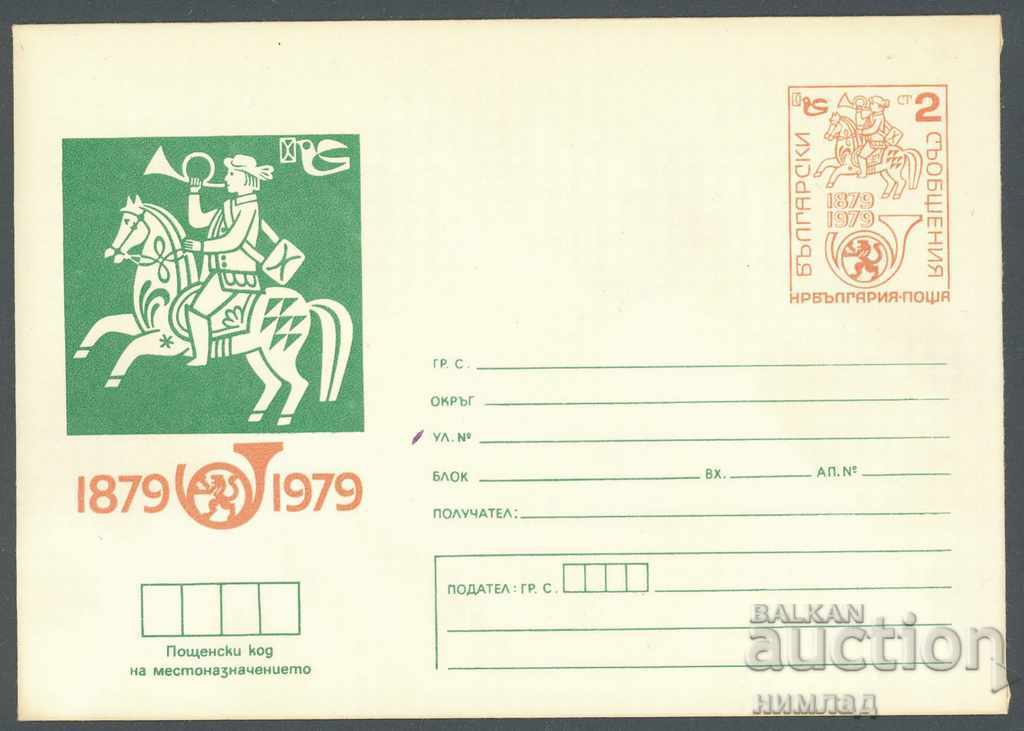 СТ 2
БЪЛГАРСКИ
СЪОБЩЕНИЯ
1879
1979
НРБЪЛГАРИЯ·ПОЩА
1879 1979
ГР. С.
ОКРЪГ
УЛ. №
БЛОК ВХ. АП. №
ПОЛУЧАТЕЛ:
ПОДАТЕЛ: ГР. С.
Пощенски код
на местоназначението
BALKAN
auction
НИМЛАД